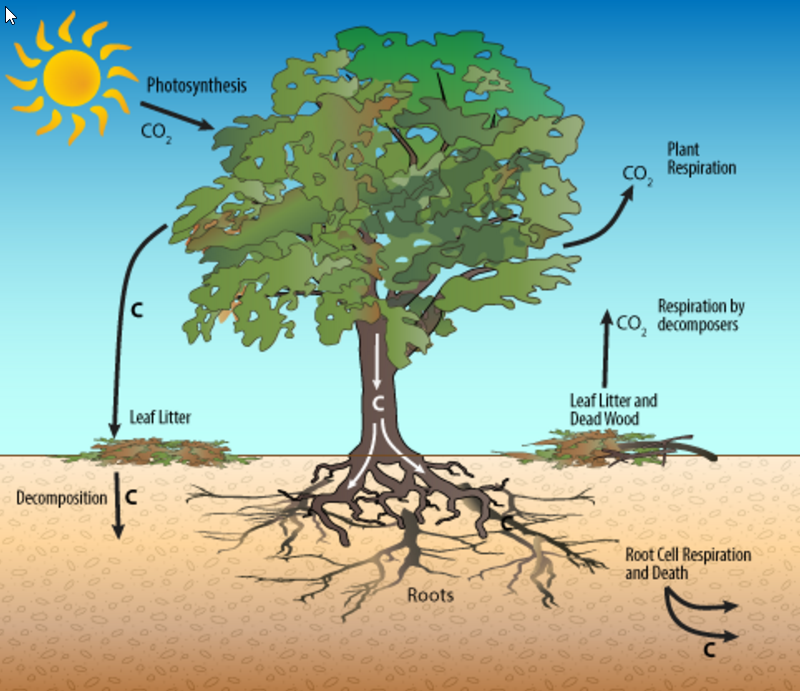 Photosynthesis
CO2
Plant
Respiration
CO2
C
Respiration by
decomposers
CO2
C
Leaf Litter
Leaf Litter and
Dead Wood
Decomposition
C
C
Root Cell Respiration
and Death
Roots
C